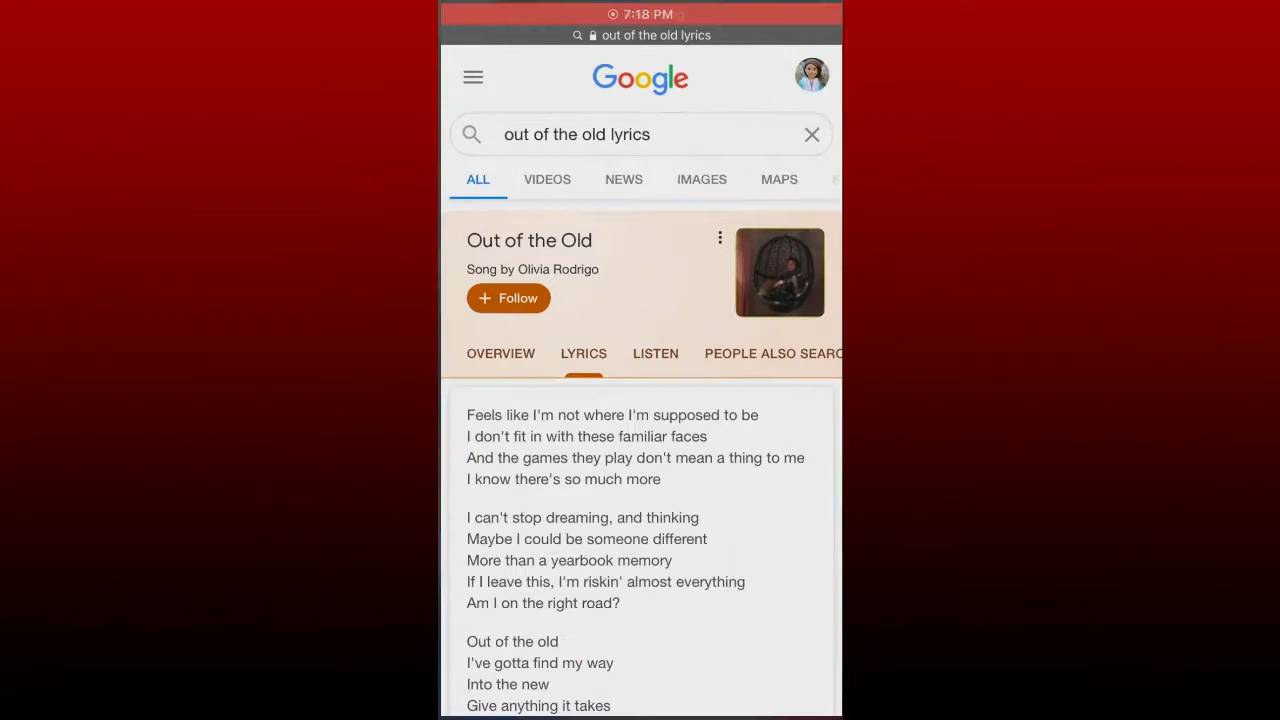 7:18 PM
out of the old lyrics
Google
out of the old lyrics
ALL VIDEOS NEWS IMAGES MAPS
Out of the Old
Song by Olivia Rodrigo
+ Follow
OVERVIEW LYRICS LISTEN PEOPLE ALSO SEARC
Feels like I'm not where I'm supposed to be
I don't fit in with these familiar faces
And the games they play don't mean a thing to me
I know there's so much more
I can't stop dreaming, and thinking
Maybe I could be someone different
More than a yearbook memory
If I leave this, I'm riskin' almost everything
Am I on the right road?
Out of the old
I've gotta find my way
Into the new
Give anything it takes